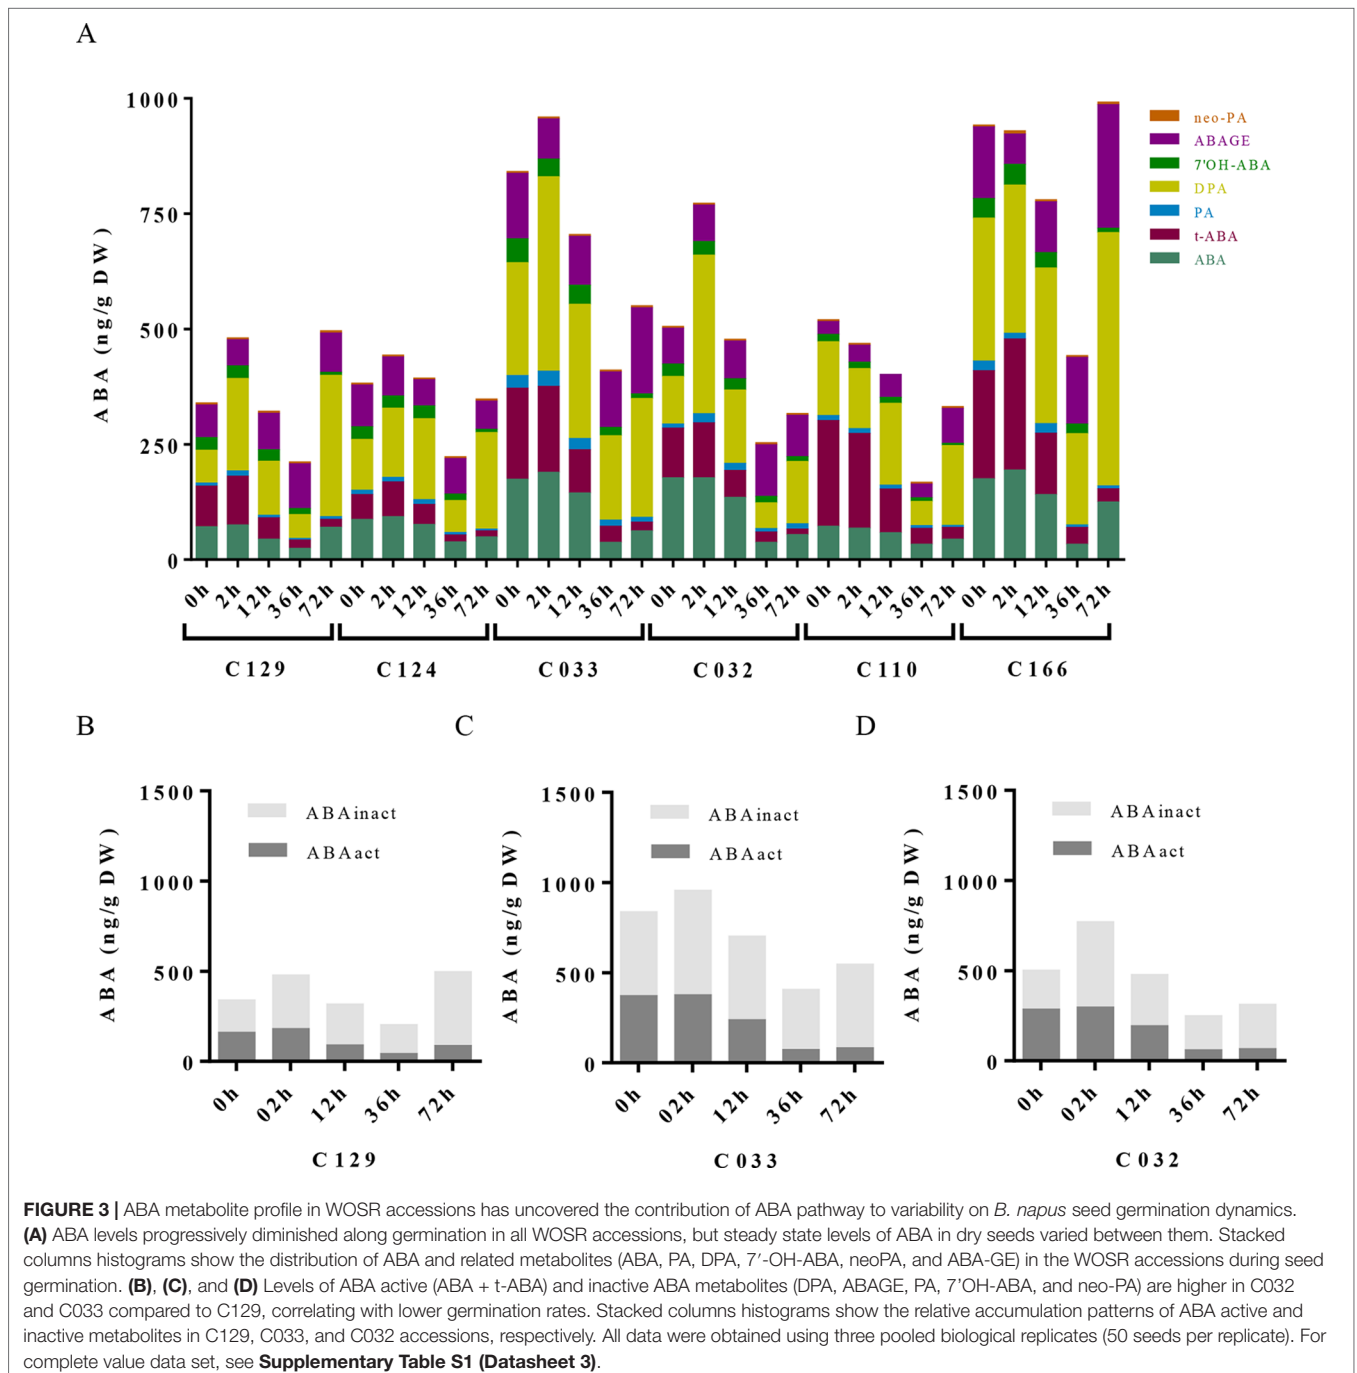 A
1000
750
500
250
0
ABA (ng/g DW)
neo-PA
ABAGE
7'OH-ABA
DPA
PA
t-ABA
ABA
0h 2h 12h 36h 72h 0h 2h 12h 36h 72h 0h 2h 12h 36h 72h 0h 2h 12h 36h 72h 0h 2h 12h 36h 72h 0h 2h 12h 36h 72h
C129 C124 C033 C032 C110 C166
B
1500
1000
500
0
ABA (ng/g DW)
ABAinact
ABAact
0h 02h 12h 36h 72h
C129
C
1500
1000
500
0
ABA (ng/g DW)
ABAinact
ABAact
0h 02h 12h 36h 72h
C033
D
1500
1000
500
0
ABA (ng/g DW)
ABAinact
ABAact
0h 02h 12h 36h 72h
C032
FIGURE 3 | ABA metabolite profile in WOSR accessions has uncovered the contribution of ABA pathway to variability on B. napus seed germination dynamics.
(A) ABA levels progressively diminished along germination in all WOSR accessions, but steady state levels of ABA in dry seeds varied between them. Stacked
columns histograms show the distribution of ABA and related metabolites (ABA, PA, DPA, 7′-OH-ABA, neoPA, and ABA-GE) in the WOSR accessions during seed
germination. (B), (C), and (D) Levels of ABA active (ABA + t-ABA) and inactive ABA metabolites (DPA, ABAGE, PA, 7'OH-ABA, and neo-PA) are higher in C032
and C033 compared to C129, correlating with lower germination rates. Stacked columns histograms show the relative accumulation patterns of ABA active and
inactive metabolites in C129, C033, and C032 accessions, respectively. All data were obtained using three pooled biological replicates (50 seeds per replicate). For
complete value data set, see Supplementary Table S1 (Datasheet 3).